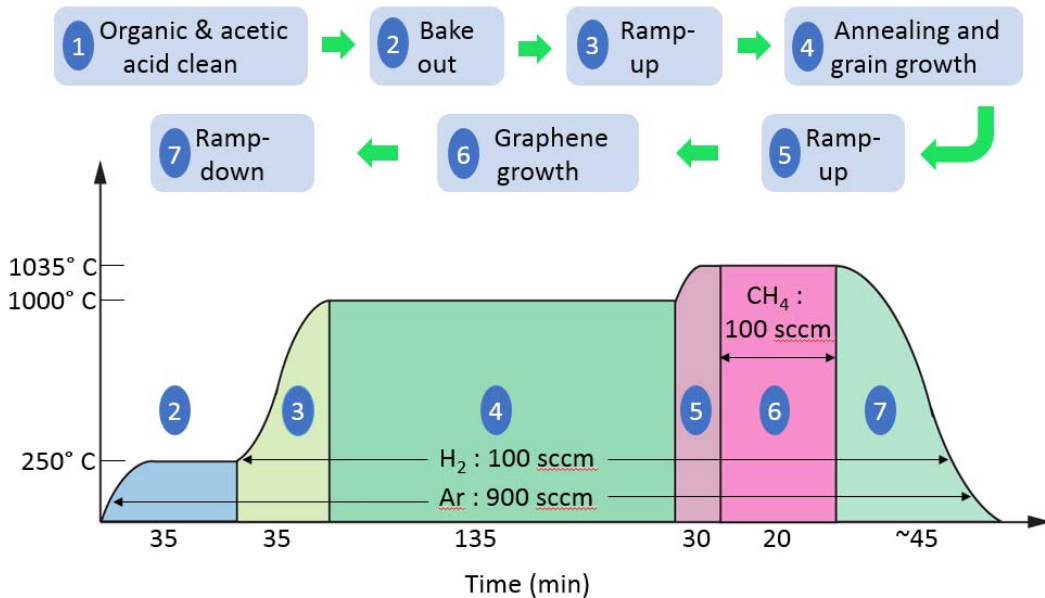 1 Organic & acetic
acid clean
2 Bake
out
3 Ramp-
up
4 Annealing and
grain growth
7 Ramp-
down
6 Graphene
growth
5 Ramp-
up
1035° C
1000° C
250° C
CH₄ :
100 sccm
2
3
4
5
6
7
H₂ : 100 sccm
Ar : 900 sccm
35
35
135
30
20
~45
Time (min)